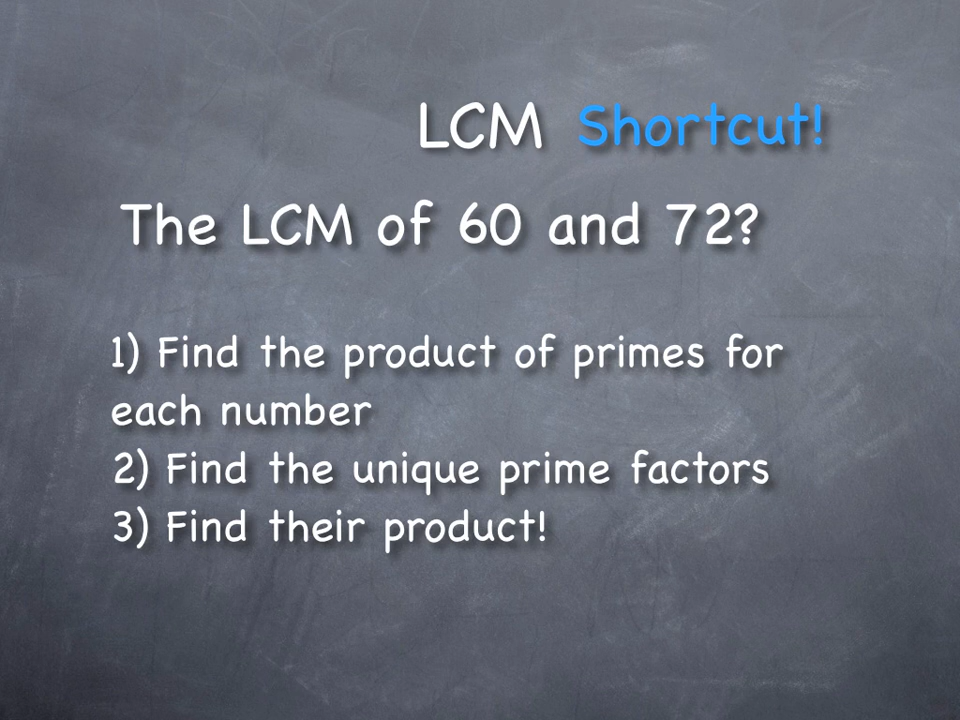 LCM Shortcut!
The LCM of 60 and 72?
1) Find the product of primes for
each number
2) Find the unique prime factors
3) Find their product!